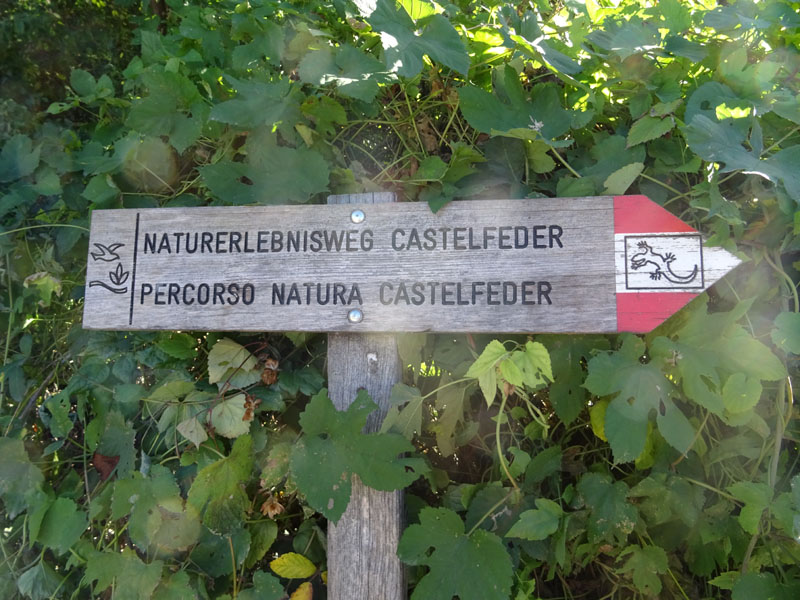 NATURERLEBNISWEG CASTELFEDER
PERCORSO NATURA CASTELFEDER